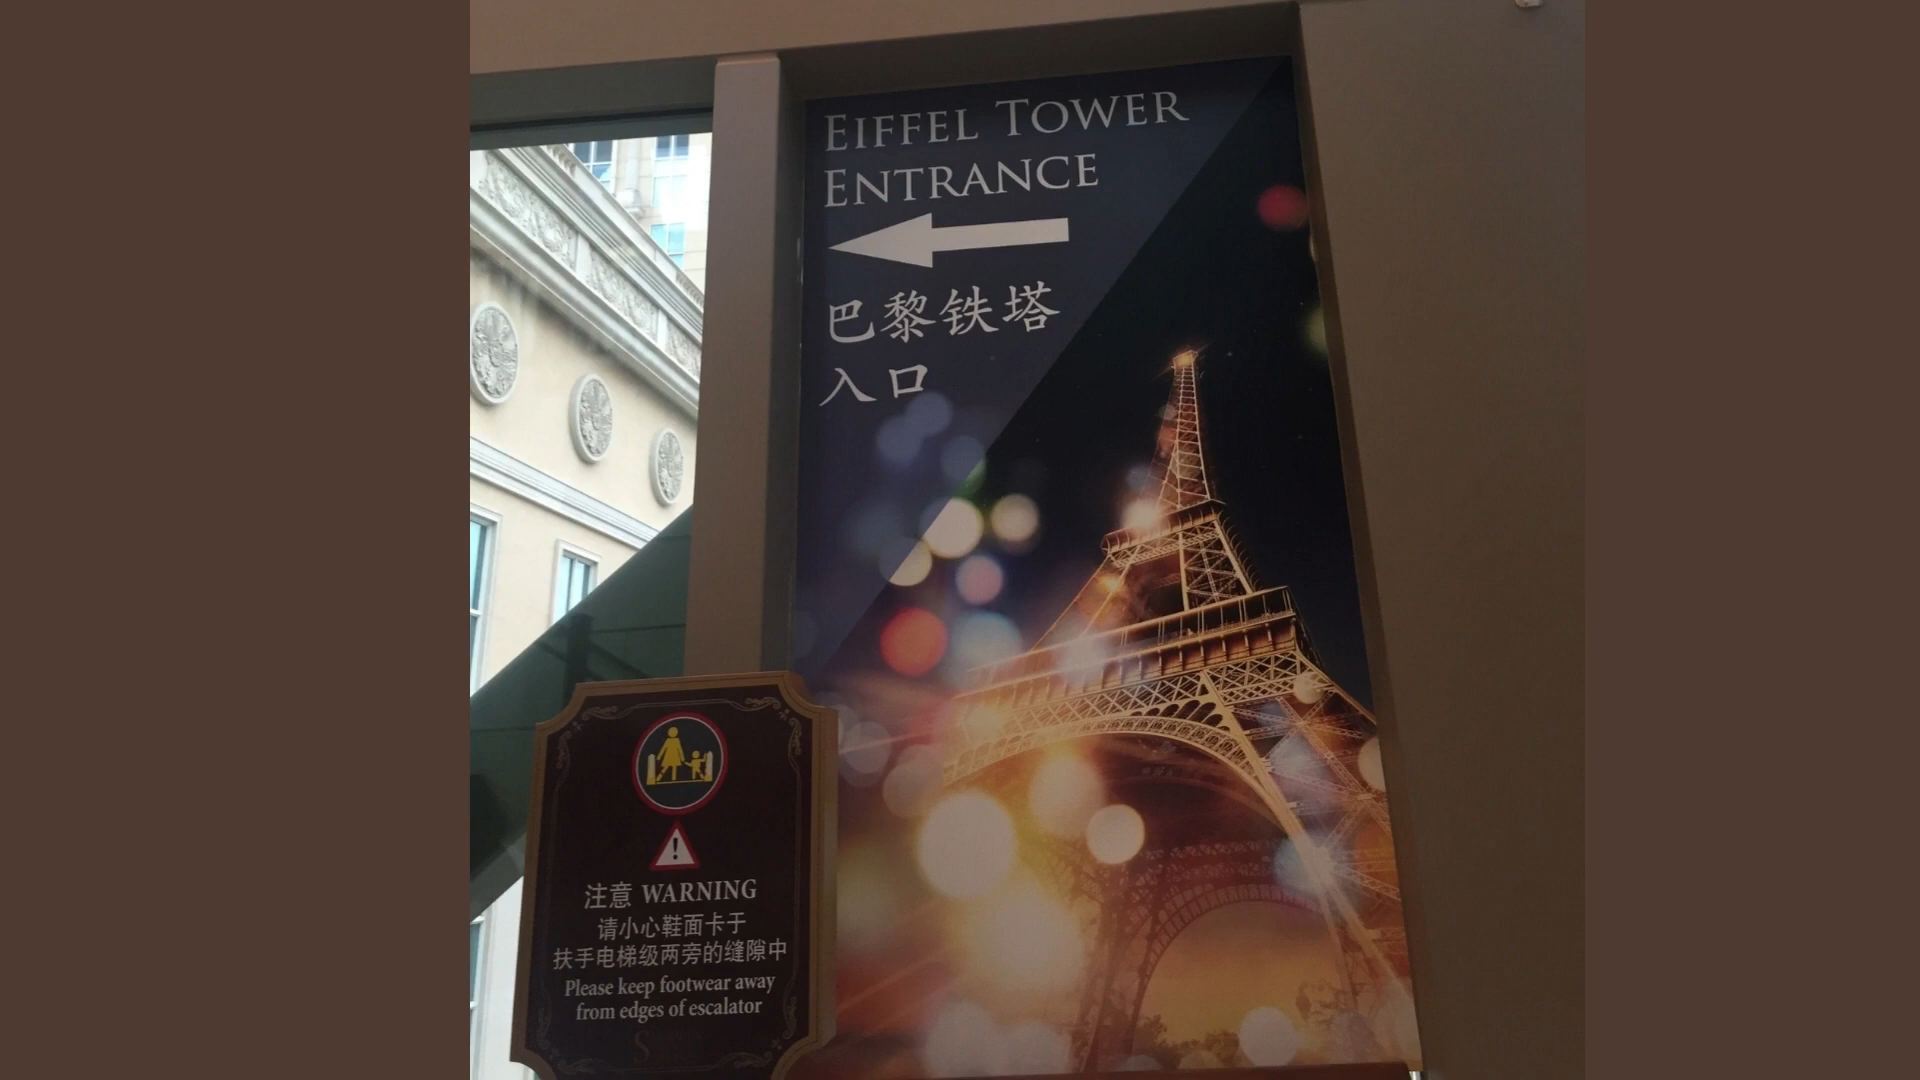 EIFFEL TOWER
ENTRANCE
巴黎铁塔
入口
注意 WARNING
请小心鞋面卡于
扶手电梯级两旁的缝隙中
Please keep footwear away
from edges of escalator